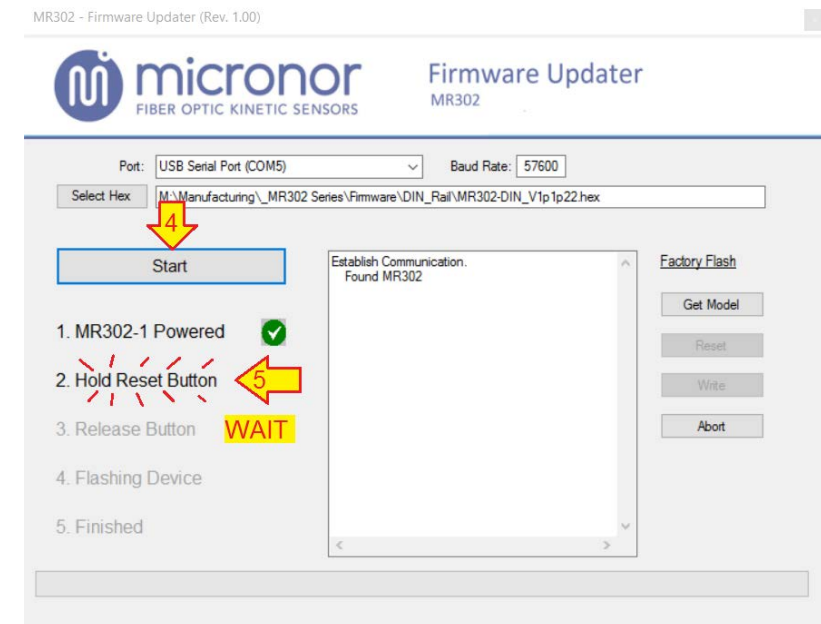 MR302 - Firmware Updater (Rev. 1.00)
micronor
FIBER OPTIC KINETIC SENSORS
Firmware Updater
MR302
Port: USB Serial Port (COM5) Baud Rate: 57600
Select Hex M:\Manufacturing\_MR302 Series\Firmware\DIN_Rail\MR302-DIN_V1p1p22.hex
4
Start
1. MR302-1 Powered
2. Hold Reset Button 5
3. Release Button WAIT
4. Flashing Device
5. Finished
Establish Communication.
Found MR302
Factory Flash
Get Model
Reset
Write
Abort